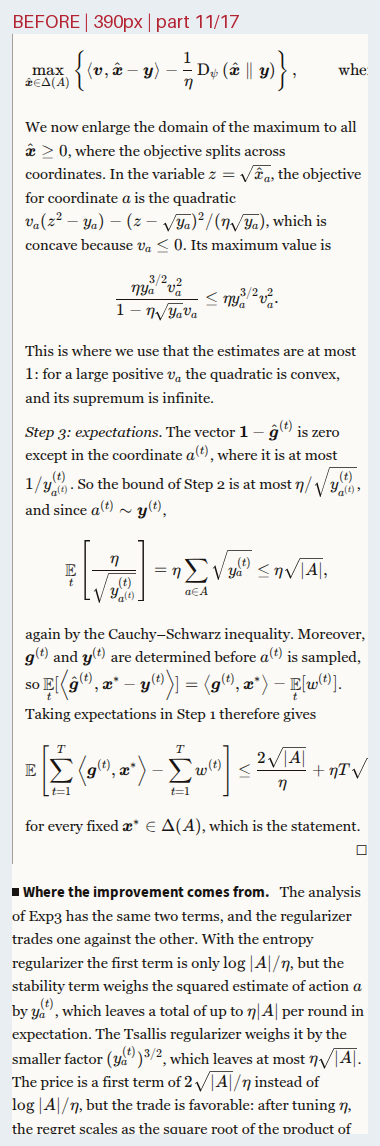 BEFORE | 390px | part 11/17
max_{x̂∈Δ(A)} { ⟨v, x̂ − y⟩ − 1/η D_ψ (x̂ ∥ y) } , whe
We now enlarge the domain of the maximum to all
x̂ ≥ 0, where the objective splits across
coordinates. In the variable z = √x̂_a, the objective
for coordinate a is the quadratic
v_a(z² − y_a) − (z − √y_a)²/(η√y_a), which is
concave because v_a ≤ 0. Its maximum value is
ηy_a^{3/2}v_a² / (1 − η√y_a v_a) ≤ ηy_a^{3/2}v_a².
This is where we use that the estimates are at most
1: for a large positive v_a the quadratic is convex,
and its supremum is infinite.
Step 3: expectations. The vector 1 − ĝ^(t) is zero
except in the coordinate a^(t), where it is at most
1/y_{a^(t)}^(t). So the bound of Step 2 is at most η/√(y_{a^(t)}^(t)),
and since a^(t) ∼ y^(t),
𝔼_t [ η / √(y_{a^(t)}^(t)) ] = η ∑_{a∈A} √(y_a^(t)) ≤ η√|A|,
again by the Cauchy–Schwarz inequality. Moreover,
g^(t) and y^(t) are determined before a^(t) is sampled,
so 𝔼_t[⟨ĝ^(t), x* − y^(t)⟩] = ⟨g^(t), x*⟩ − 𝔼_t[w^(t)].
Taking expectations in Step 1 therefore gives
𝔼 [ ∑_{t=1}^T ⟨g^(t), x*⟩ − ∑_{t=1}^T w^(t) ] ≤ 2√|A| / η + ηT√
for every fixed x* ∈ Δ(A), which is the statement.
□
■ Where the improvement comes from. The analysis
of Exp3 has the same two terms, and the regularizer
trades one against the other. With the entropy
regularizer the first term is only log |A|/η, but the
stability term weighs the squared estimate of action a
by y_a^(t), which leaves a total of up to η|A| per round in
expectation. The Tsallis regularizer weighs it by the
smaller factor (y_a^(t))^{3/2}, which leaves at most η√|A|.
The price is a first term of 2√|A|/η instead of
log |A|/η, but the trade is favorable: after tuning η,
the regret scales as the square root of the product of